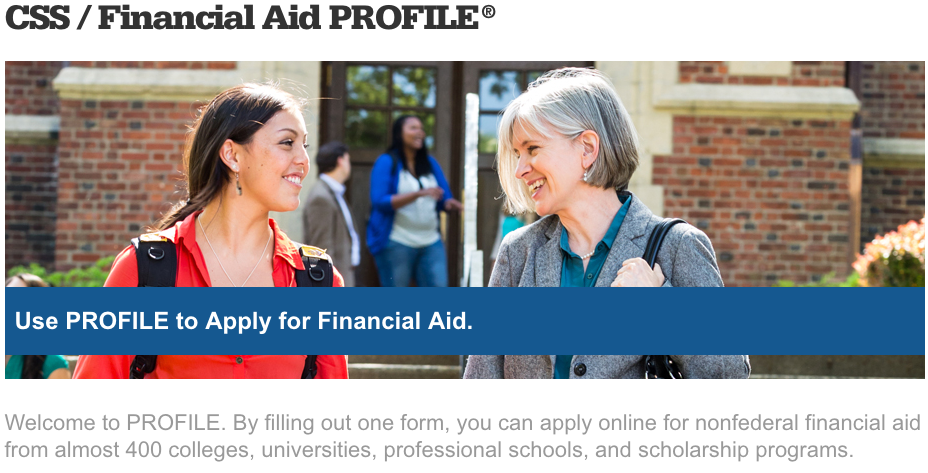 CSS / Financial Aid PROFILE®
Use PROFILE to Apply for Financial Aid.
Welcome to PROFILE. By filling out one form, you can apply online for nonfederal financial aid
from almost 400 colleges, universities, professional schools, and scholarship programs.